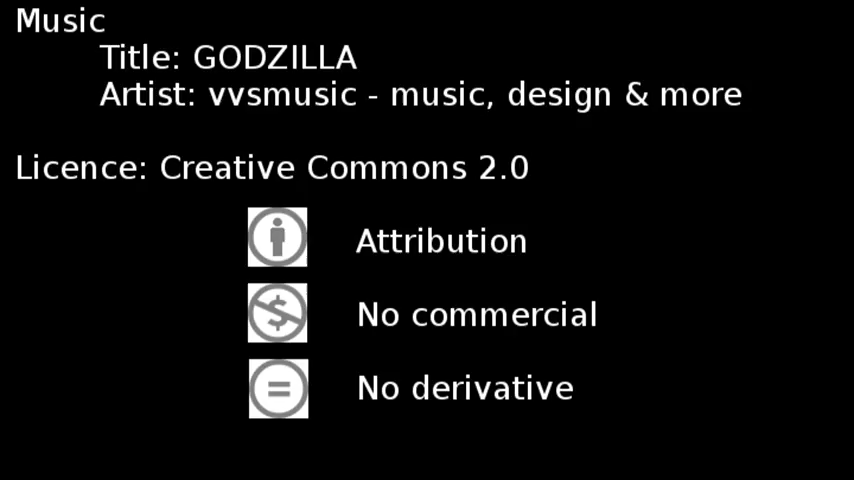 Music
Title: GODZILLA
Artist: vvsmusic - music, design & more
Licence: Creative Commons 2.0
Attribution
No commercial
No derivative